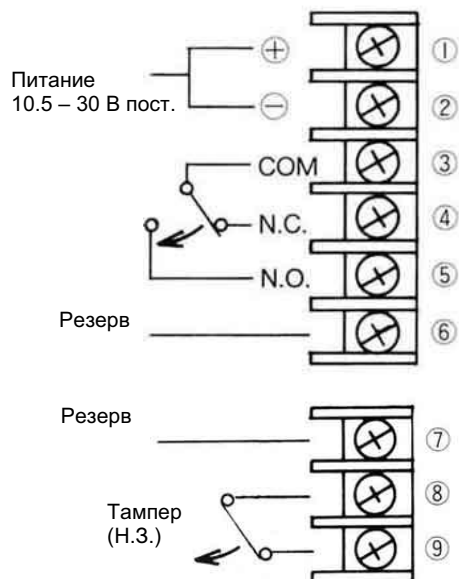 ⊕ ①
Питание
10.5 – 30 В пост.
⊖ ②
COM ③
N.C. ④
N.O. ⑤
Резерв ⑥
Резерв ⑦
⑧
Тампер
(Н.З.)
⑨